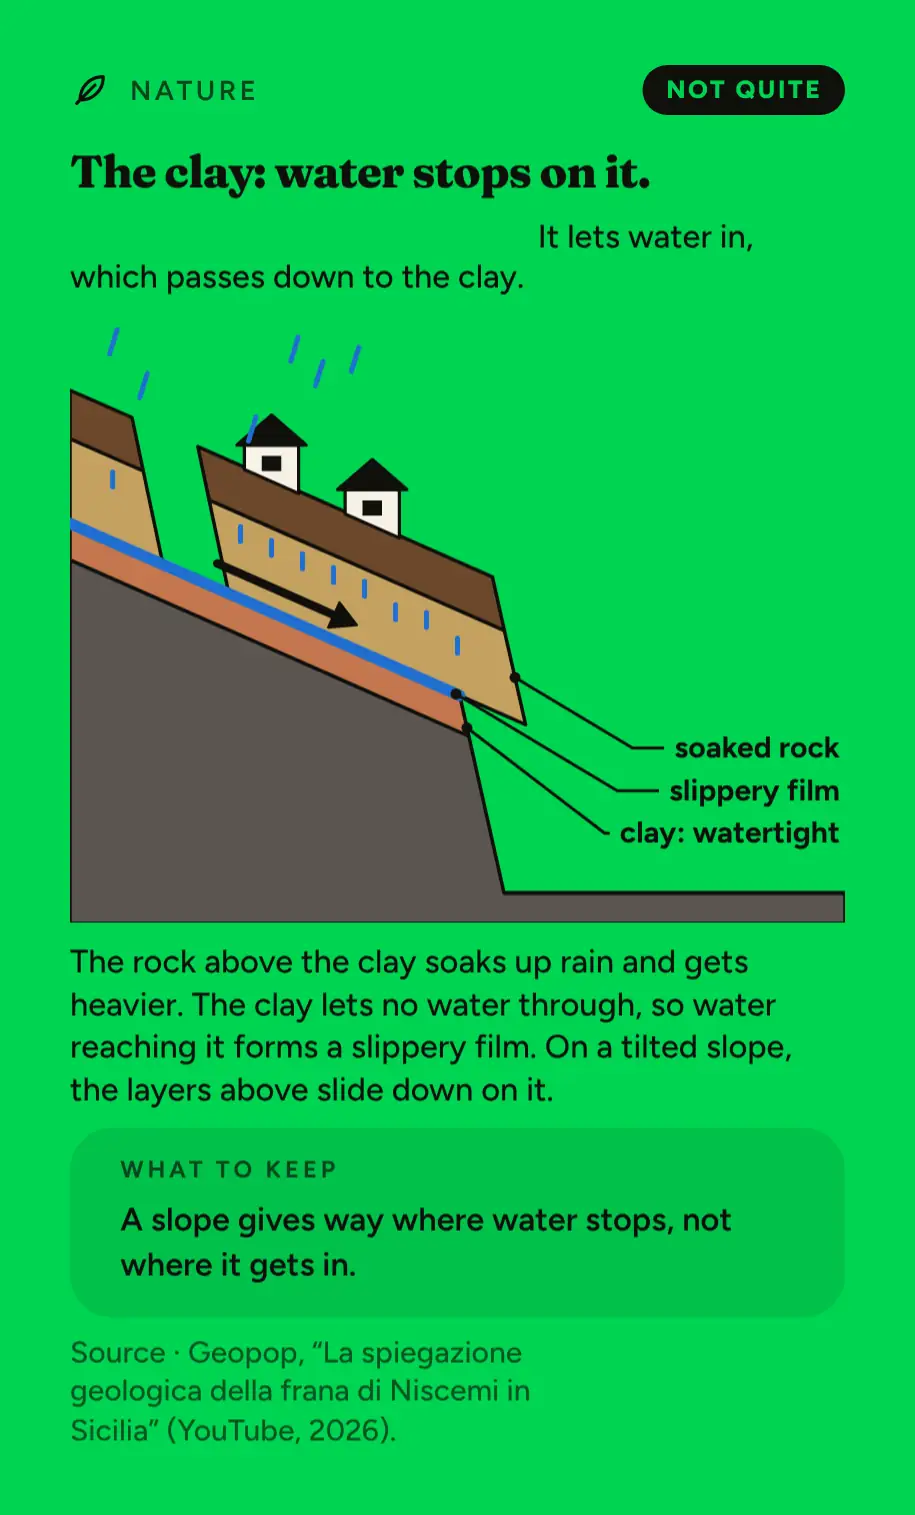 NATURE
NOT QUITE
The clay: water stops on it.
It lets water in,
which passes down to the clay.
soaked rock
slippery film
clay: watertight
The rock above the clay soaks up rain and gets
heavier. The clay lets no water through, so water
reaching it forms a slippery film. On a tilted slope,
the layers above slide down on it.
WHAT TO KEEP
A slope gives way where water stops, not
where it gets in.
Source · Geopop, “La spiegazione
geologica della frana di Niscemi in
Sicilia” (YouTube, 2026).